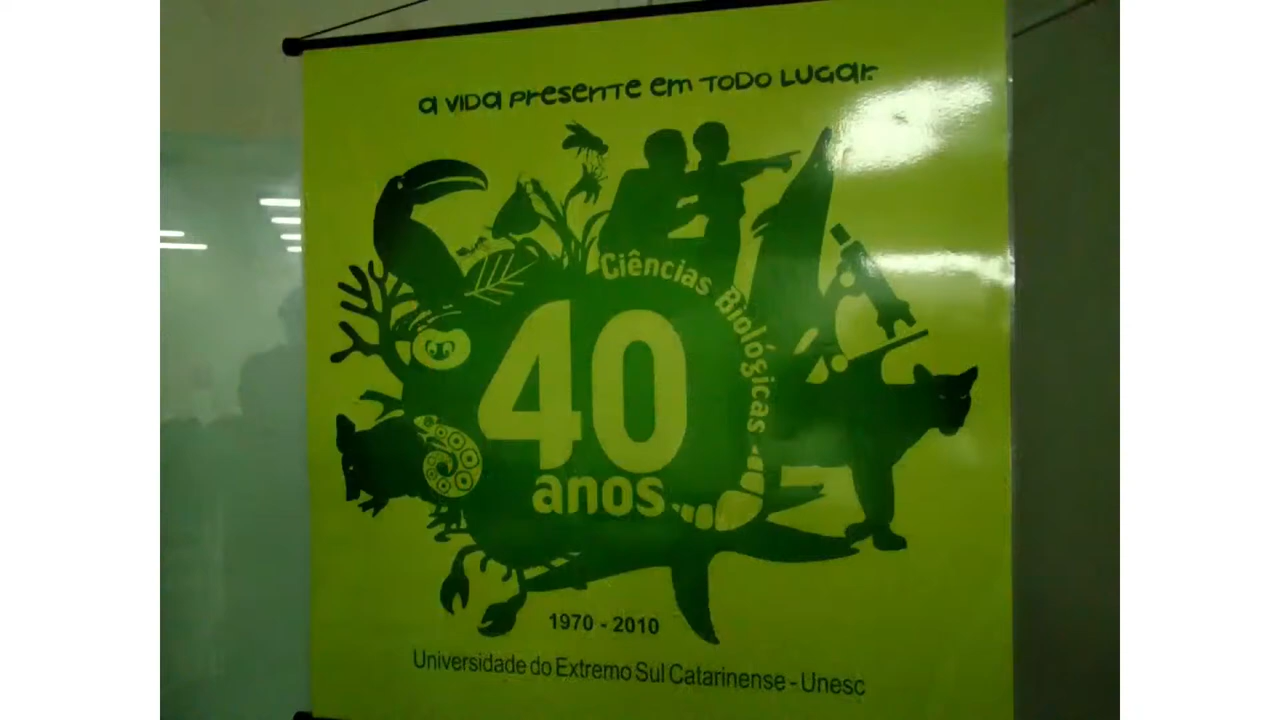 a VIDA presente em TODO LUGAR.
Ciências Biológicas
40
anos
1970 - 2010
Universidade do Extremo Sul Catarinense - Unesc